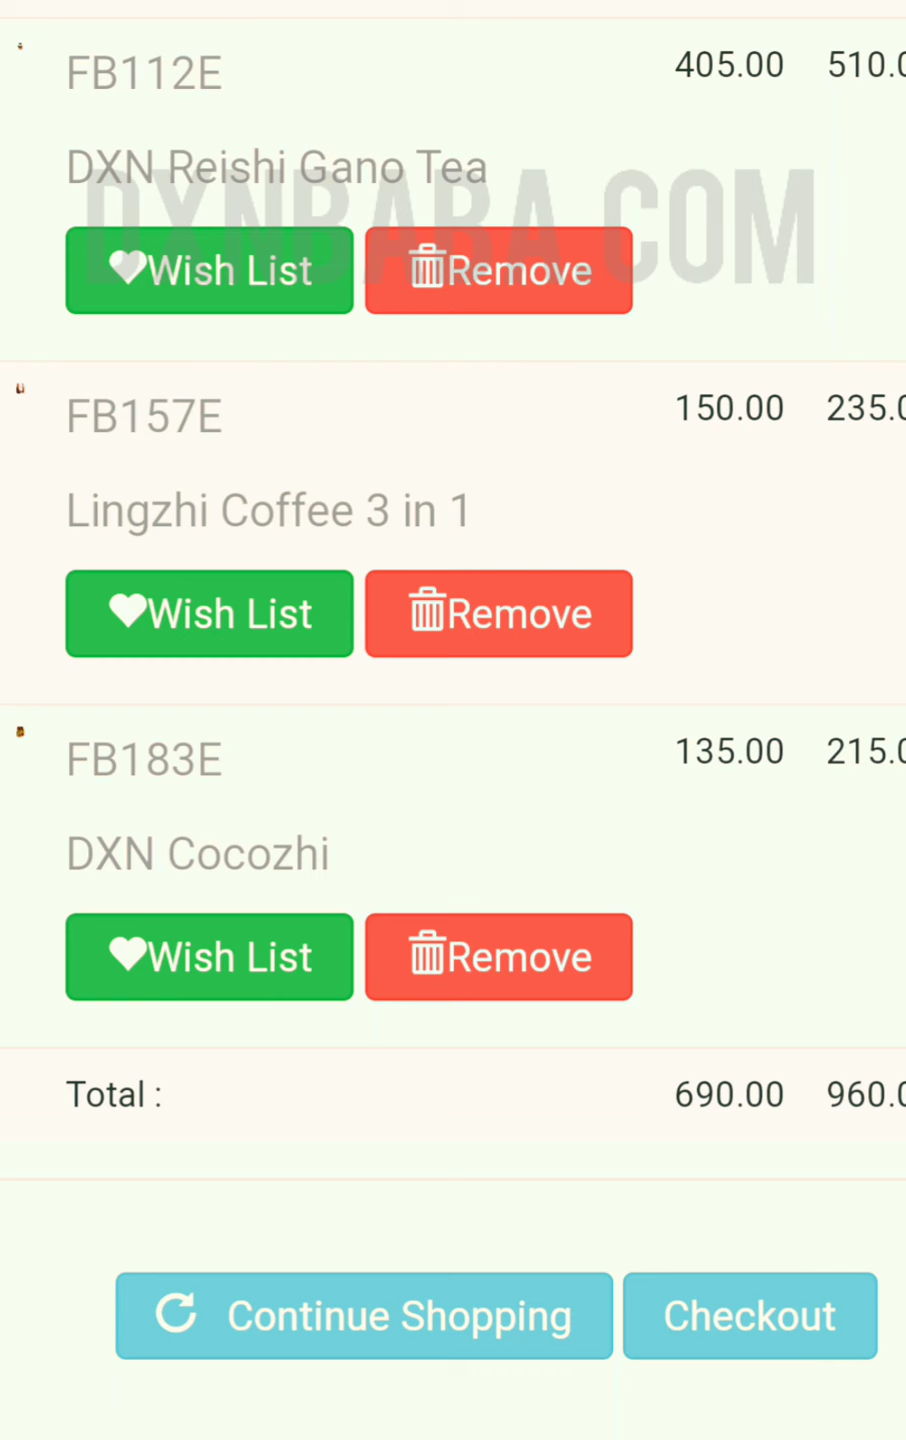 FB112E 405.00 510.0
DXN Reishi Gano Tea
DXNBABA.COM
Wish List Remove
FB157E 150.00 235.0
Lingzhi Coffee 3 in 1
Wish List Remove
FB183E 135.00 215.0
DXN Cocozhi
Wish List Remove
Total : 690.00 960.0
Continue Shopping Checkout